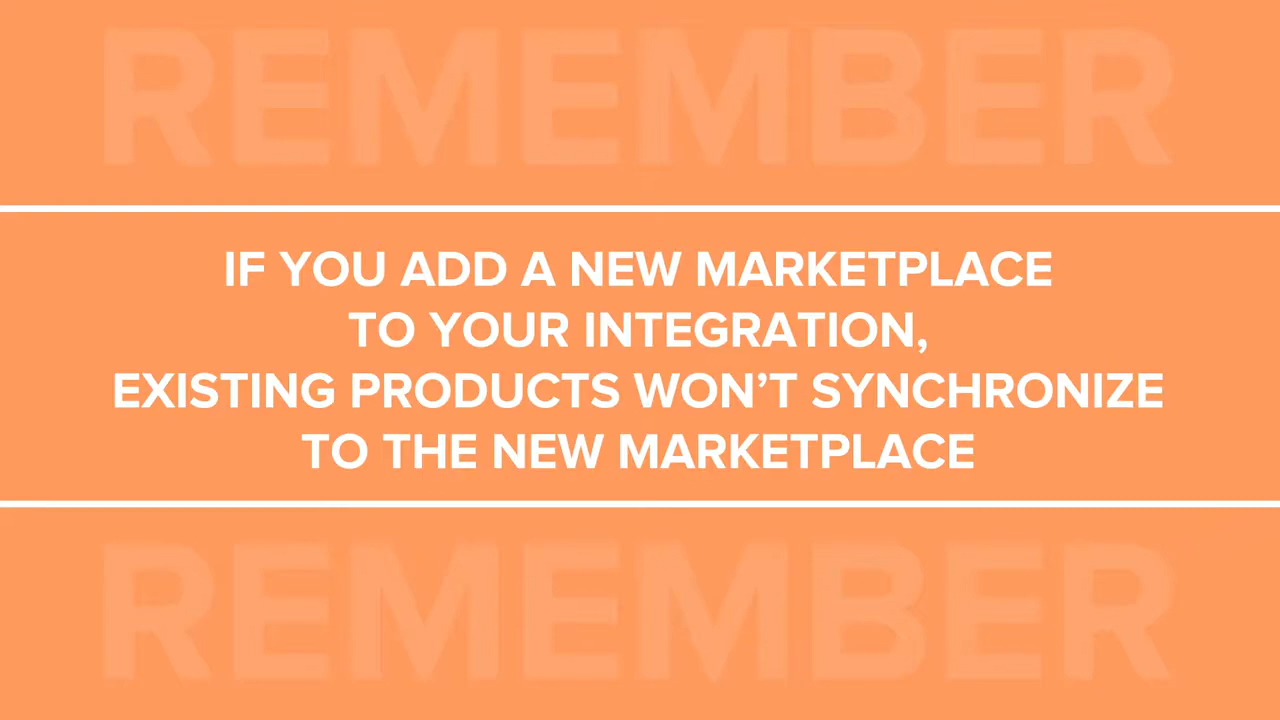 REMEMBER
IF YOU ADD A NEW MARKETPLACE
TO YOUR INTEGRATION,
EXISTING PRODUCTS WON’T SYNCHRONIZE
TO THE NEW MARKETPLACE
REMEMBER